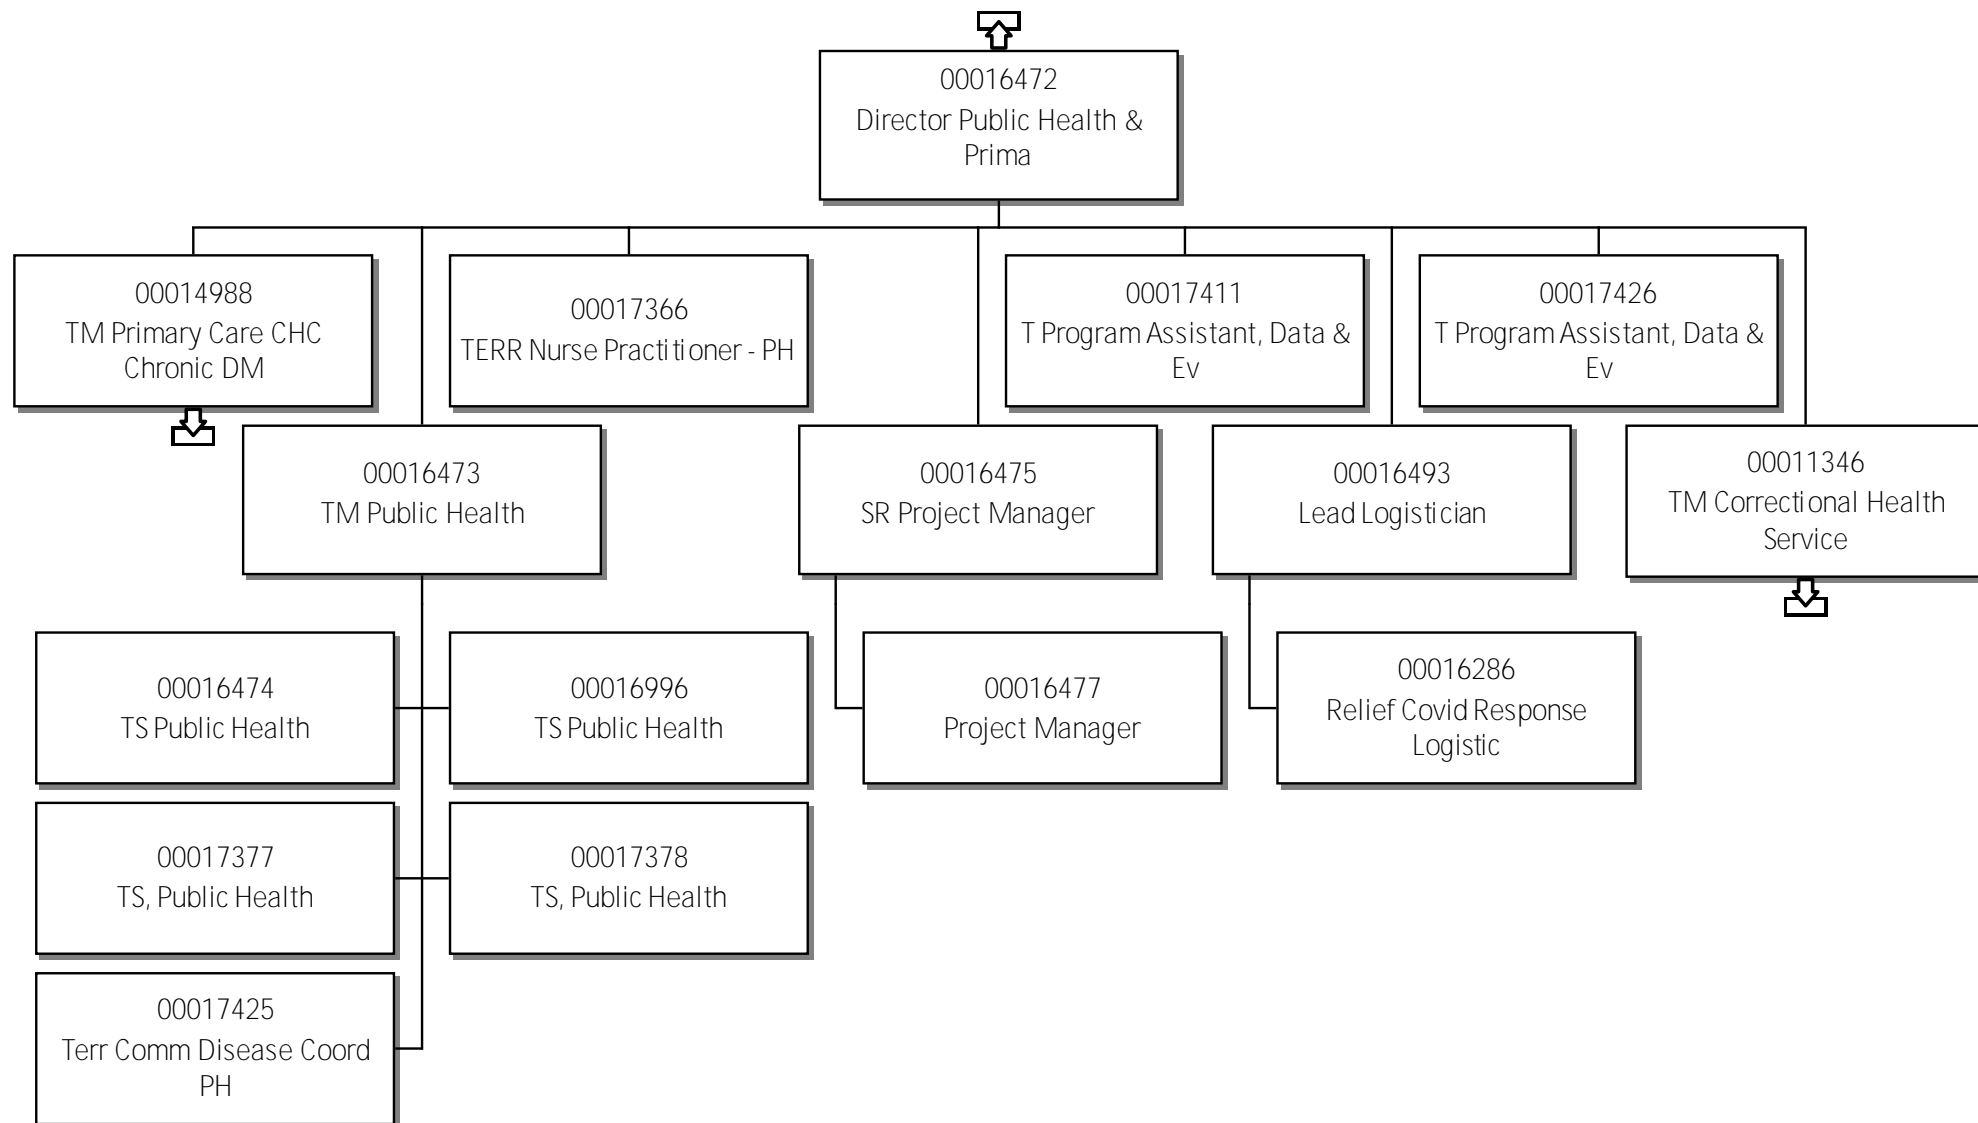 00016472
Director Public Health &
Prima
00014988
TM Primary Care CHC
Chronic DM
00017366
TERR Nurse Practitioner - PH
00017411
T Program Assistant, Data &
Ev
00017426
T Program Assistant, Data &
Ev
00016473
TM Public Health
00016475
SR Project Manager
00016493
Lead Logistician
00011346
TM Correctional Health
Service
00016474
TS Public Health
00016996
TS Public Health
00016477
Project Manager
00016286
Relief Covid Response
Logistic
00017377
TS, Public Health
00017378
TS, Public Health
00017425
Terr Comm Disease Coord
PH